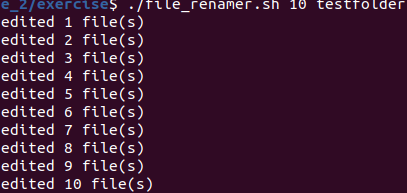 e_2/exercise$ ./file_renamer.sh 10 testfolder
edited 1 file(s)
edited 2 file(s)
edited 3 file(s)
edited 4 file(s)
edited 5 file(s)
edited 6 file(s)
edited 7 file(s)
edited 8 file(s)
edited 9 file(s)
edited 10 file(s)